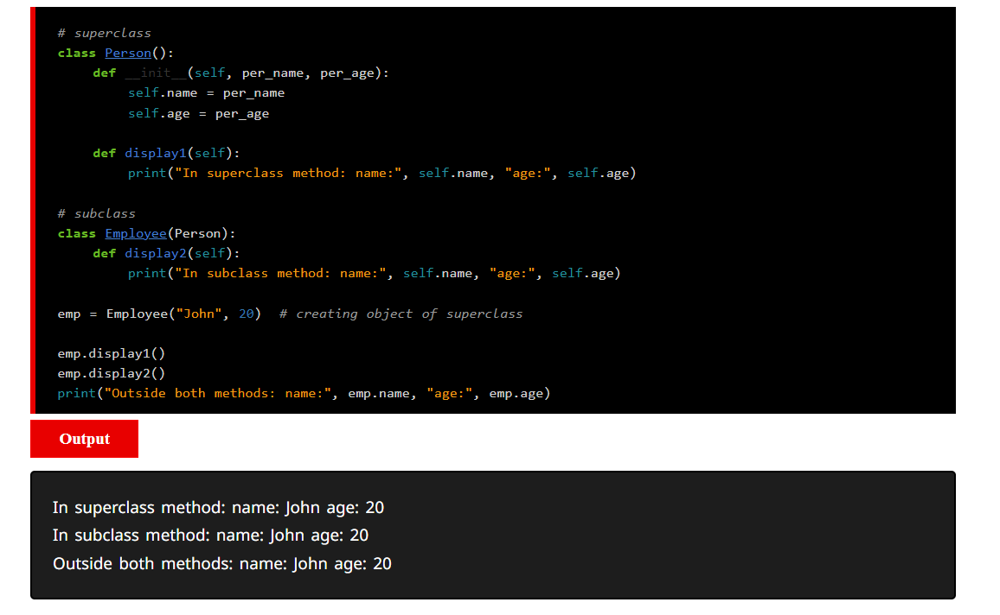 # superclass
class Person():
    def __init__(self, per_name, per_age):
        self.name = per_name
        self.age = per_age
    def display1(self):
        print("In superclass method: name:", self.name, "age:", self.age)
# subclass
class Employee(Person):
    def display2(self):
        print("In subclass method: name:", self.name, "age:", self.age)
emp = Employee("John", 20)  # creating object of superclass
emp.display1()
emp.display2()
print("Outside both methods: name:", emp.name, "age:", emp.age)
Output
In superclass method: name: John age: 20
In subclass method: name: John age: 20
Outside both methods: name: John age: 20